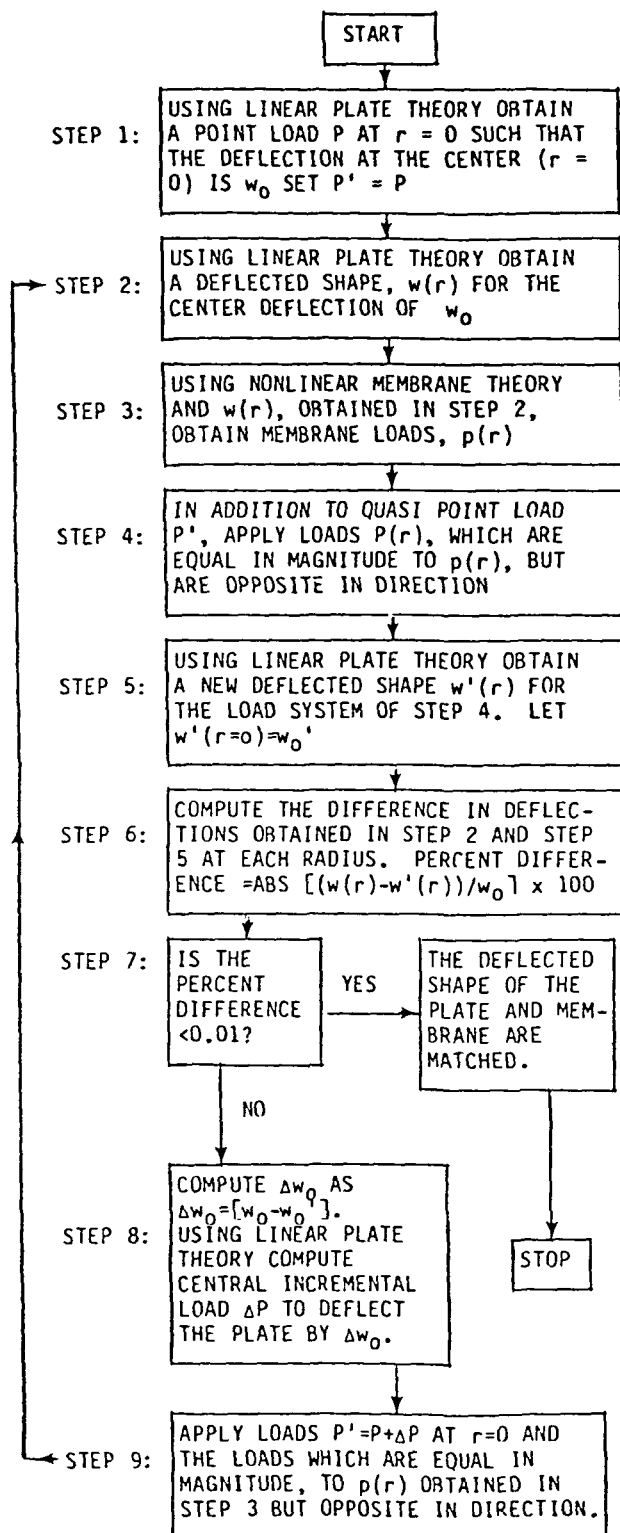 START
STEP 1:
USING LINEAR PLATE THEORY OBTAIN
A POINT LOAD P AT r = 0 SUCH THAT
THE DEFLECTION AT THE CENTER (r =
0) IS w₀ SET P' = P
STEP 2:
USING LINEAR PLATE THEORY OBTAIN
A DEFLECTED SHAPE, w(r) FOR THE
CENTER DEFLECTION OF w₀
STEP 3:
USING NONLINEAR MEMBRANE THEORY
AND w(r), OBTAINED IN STEP 2,
OBTAIN MEMBRANE LOADS, p(r)
STEP 4:
IN ADDITION TO QUASI POINT LOAD
P', APPLY LOADS P(r), WHICH ARE
EQUAL IN MAGNITUDE TO p(r), BUT
ARE OPPOSITE IN DIRECTION
STEP 5:
USING LINEAR PLATE THEORY OBTAIN
A NEW DEFLECTED SHAPE w'(r) FOR
THE LOAD SYSTEM OF STEP 4. LET
w'(r=o)=w₀'
STEP 6:
COMPUTE THE DIFFERENCE IN DEFLEC-
TIONS OBTAINED IN STEP 2 AND STEP
5 AT EACH RADIUS. PERCENT DIFFER-
ENCE =ABS [(w(r)-w'(r))/w₀] x 100
STEP 7:
IS THE
PERCENT
DIFFERENCE
<0.01?
YES
THE DEFLECTED
SHAPE OF THE
PLATE AND MEM-
BRANE ARE
MATCHED.
NO
STOP
STEP 8:
COMPUTE Δw₀ AS
Δw₀=[w₀-w₀'].
USING LINEAR PLATE
THEORY COMPUTE
CENTRAL INCREMENTAL
LOAD ΔP TO DEFLECT
THE PLATE BY Δw₀.
STEP 9:
APPLY LOADS P'=P+ΔP AT r=0 AND
THE LOADS WHICH ARE EQUAL IN
MAGNITUDE, TO p(r) OBTAINED IN
STEP 3 BUT OPPOSITE IN DIRECTION.